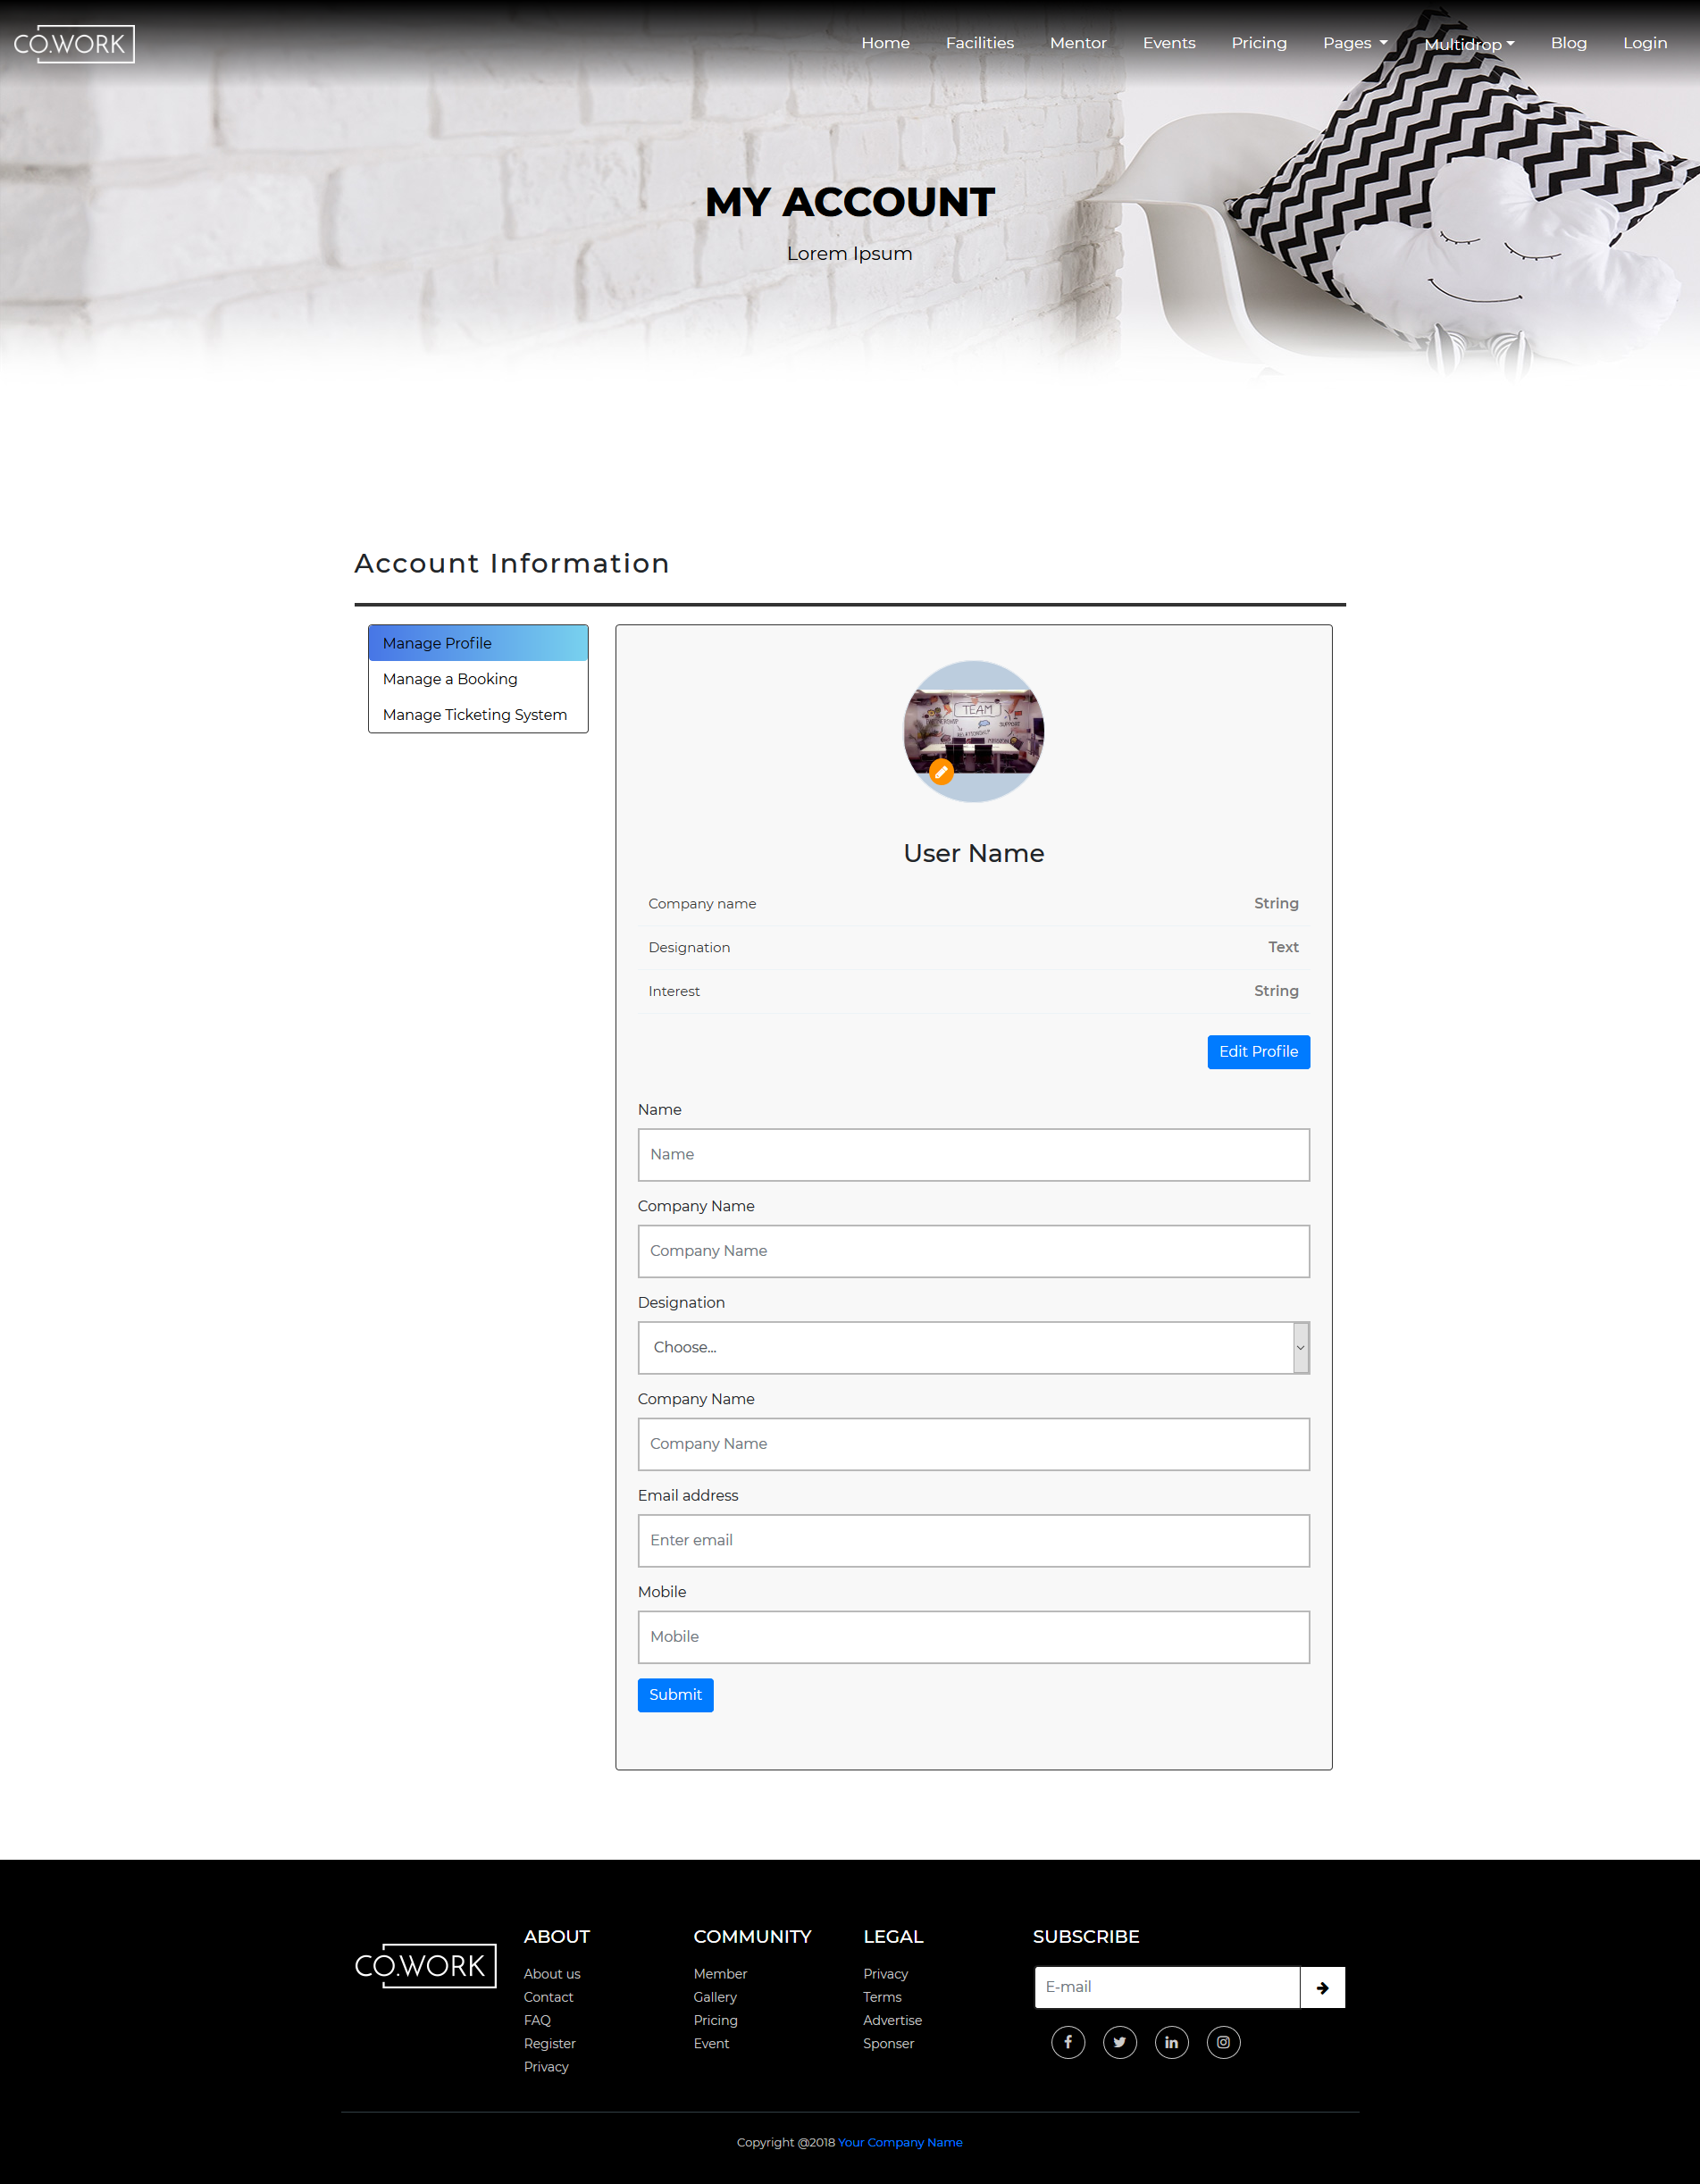 CO.WORK
Home Facilities Mentor Events Pricing Pages Multidrop Blog Login
MY ACCOUNT
Lorem Ipsum
Account Information
Manage Profile
Manage a Booking
Manage Ticketing System
TEAM
SUPPORT
RELATIONSHIP
User Name
Company name String
Designation Text
Interest String
Edit Profile
Name
Name
Company Name
Company Name
Designation
Choose...
Company Name
Company Name
Email address
Enter email
Mobile
Mobile
Submit
CO.WORK
ABOUT
About us
Contact
FAQ
Register
Privacy
COMMUNITY
Member
Gallery
Pricing
Event
LEGAL
Privacy
Terms
Advertise
Sponser
SUBSCRIBE
E-mail
Copyright @2018 Your Company Name